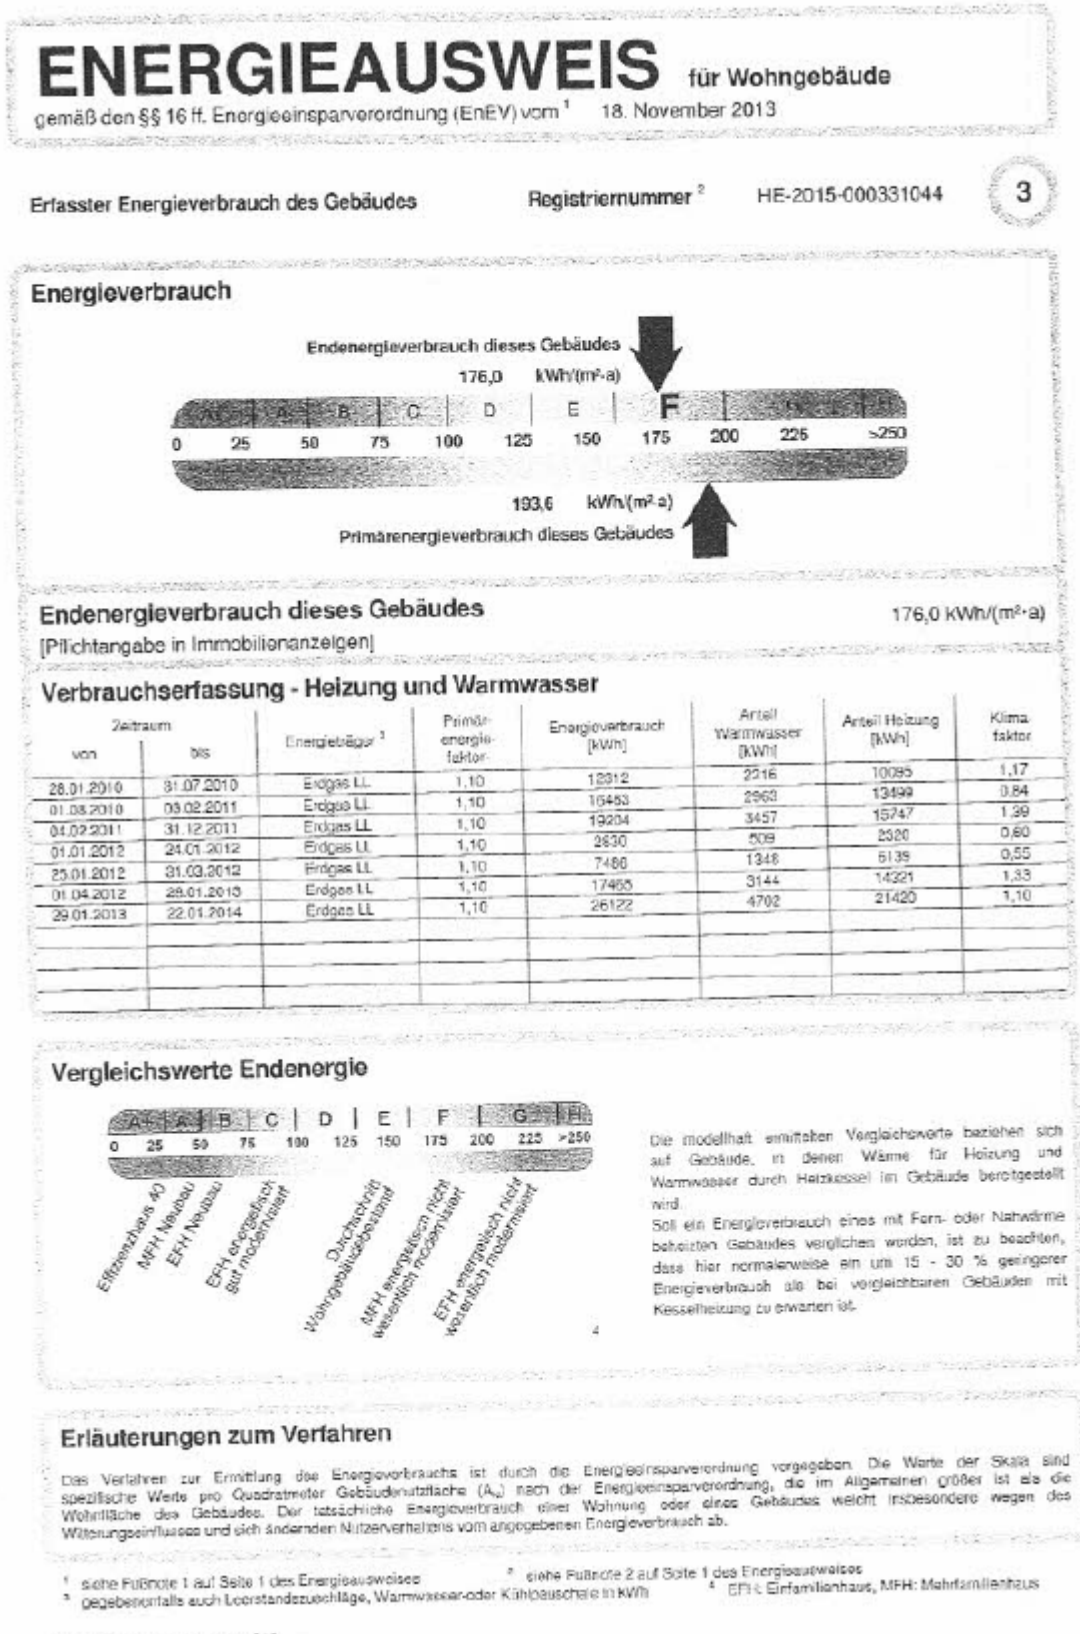 ENERGIEAUSWEIS für Wohngebäude
gemäß den §§ 16 ff. Energieeinsparverordnung (EnEV) vom 1 18. November 2013
Erfasster Energieverbrauch des Gebäudes Registriernummer 2 HE-2015-000331044 3
Energieverbrauch
Endenergieverbrauch dieses Gebäudes
176,0 kWh/(m²·a)
A+ A B C D E F G H
0 25 50 75 100 125 150 175 200 225 >250
193,6 kWh/(m²·a)
Primärenergieverbrauch dieses Gebäudes
Endenergieverbrauch dieses Gebäudes 176,0 kWh/(m²·a)
[Pflichtangabe in Immobilienanzeigen]
Verbrauchserfassung - Heizung und Warmwasser
Zeitraum von bis Energieträger 3 Primär-energie-faktor- Energieverbrauch [kWh] Anteil Warmwasser [kWh] Anteil Heizung [kWh] Klima faktor
28.01.2010 31.07.2010 Erdgas LL 1,10 12312 2216 10095 1,17
01.08.2010 03.02.2011 Erdgas LL 1,10 16463 2963 13499 0,84
04.02.2011 31.12.2011 Erdgas LL 1,10 19204 3457 15747 1,39
01.01.2012 24.01.2012 Erdgas LL 1,10 2830 509 2320 0,60
25.01.2012 31.03.2012 Erdgas LL 1,10 7486 1348 6139 0,55
01.04.2012 28.01.2013 Erdgas LL 1,10 17465 3144 14321 1,33
29.01.2013 22.01.2014 Erdgas LL 1,10 26122 4702 21420 1,10
Vergleichswerte Endenergie
A+ A B C D E F G H
0 25 50 75 100 125 150 175 200 225 >250
Effizienzhaus 40
MFH Neubau
EFH Neubau
EFH energetisch
gut modernisiert
Durchschnitt
Wohngebäudebestand
MFH energetisch nicht
wesentlich modernisiert
EFH energetisch nicht
wesentlich modernisiert
4
Die modellhaft ermittelten Vergleichswerte beziehen sich
auf Gebäude, in denen Wärme für Heizung und
Warmwasser durch Heizkessel im Gebäude bereitgestellt
wird.
Soll ein Energieverbrauch eines mit Fern- oder Nahwärme
beheizten Gebäudes verglichen werden, ist zu beachten,
dass hier normalerweise ein um 15 - 30 % geringerer
Energieverbrauch als bei vergleichbaren Gebäuden mit
Kesselheizung zu erwarten ist.
Erläuterungen zum Verfahren
Das Verfahren zur Ermittlung des Energieverbrauchs ist durch die Energieeinsparverordnung vorgegeben. Die Werte der Skala sind
spezifische Werte pro Quadratmeter Gebäudenutzfläche (AN) nach der Energieeinsparverordnung, die im Allgemeinen größer ist als die
Wohnfläche des Gebäudes. Der tatsächliche Energieverbrauch einer Wohnung oder eines Gebäudes weicht insbesondere wegen des
Witterungseinflusses und sich ändernden Nutzerverhaltens vom angegebenen Energieverbrauch ab.
1 siehe Fußnote 1 auf Seite 1 des Energieausweises 2 siehe Fußnote 2 auf Seite 1 des Energieausweises
3 gegebenenfalls auch Leerstandszuschläge, Warmwasser-oder Kühlpauschale in kWh 4 EFH: Einfamilienhaus, MFH: Mehrfamilienhaus